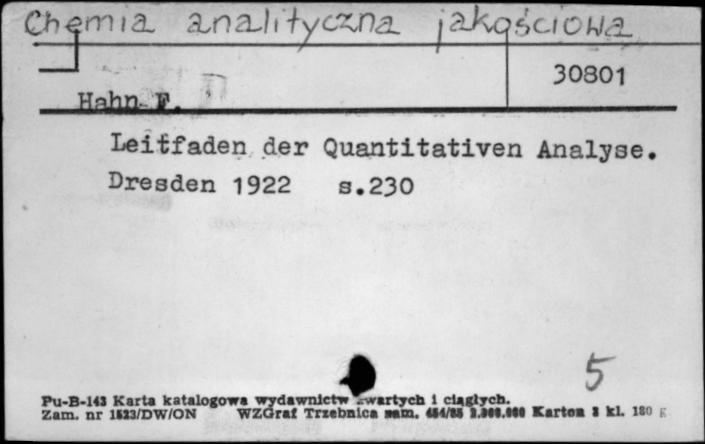 Chemia analityczna jakościowa
30801
Hahn F.
Leitfaden der Quantitativen Analyse.
Dresden 1922 s.230
5
Pu-B-143 Karta katalogowa wydawnictw zwartych i ciągłych.
Zam. nr 1523/DW/ON WZGraf Trzebnica zam. Karton 3 kl. 180 g